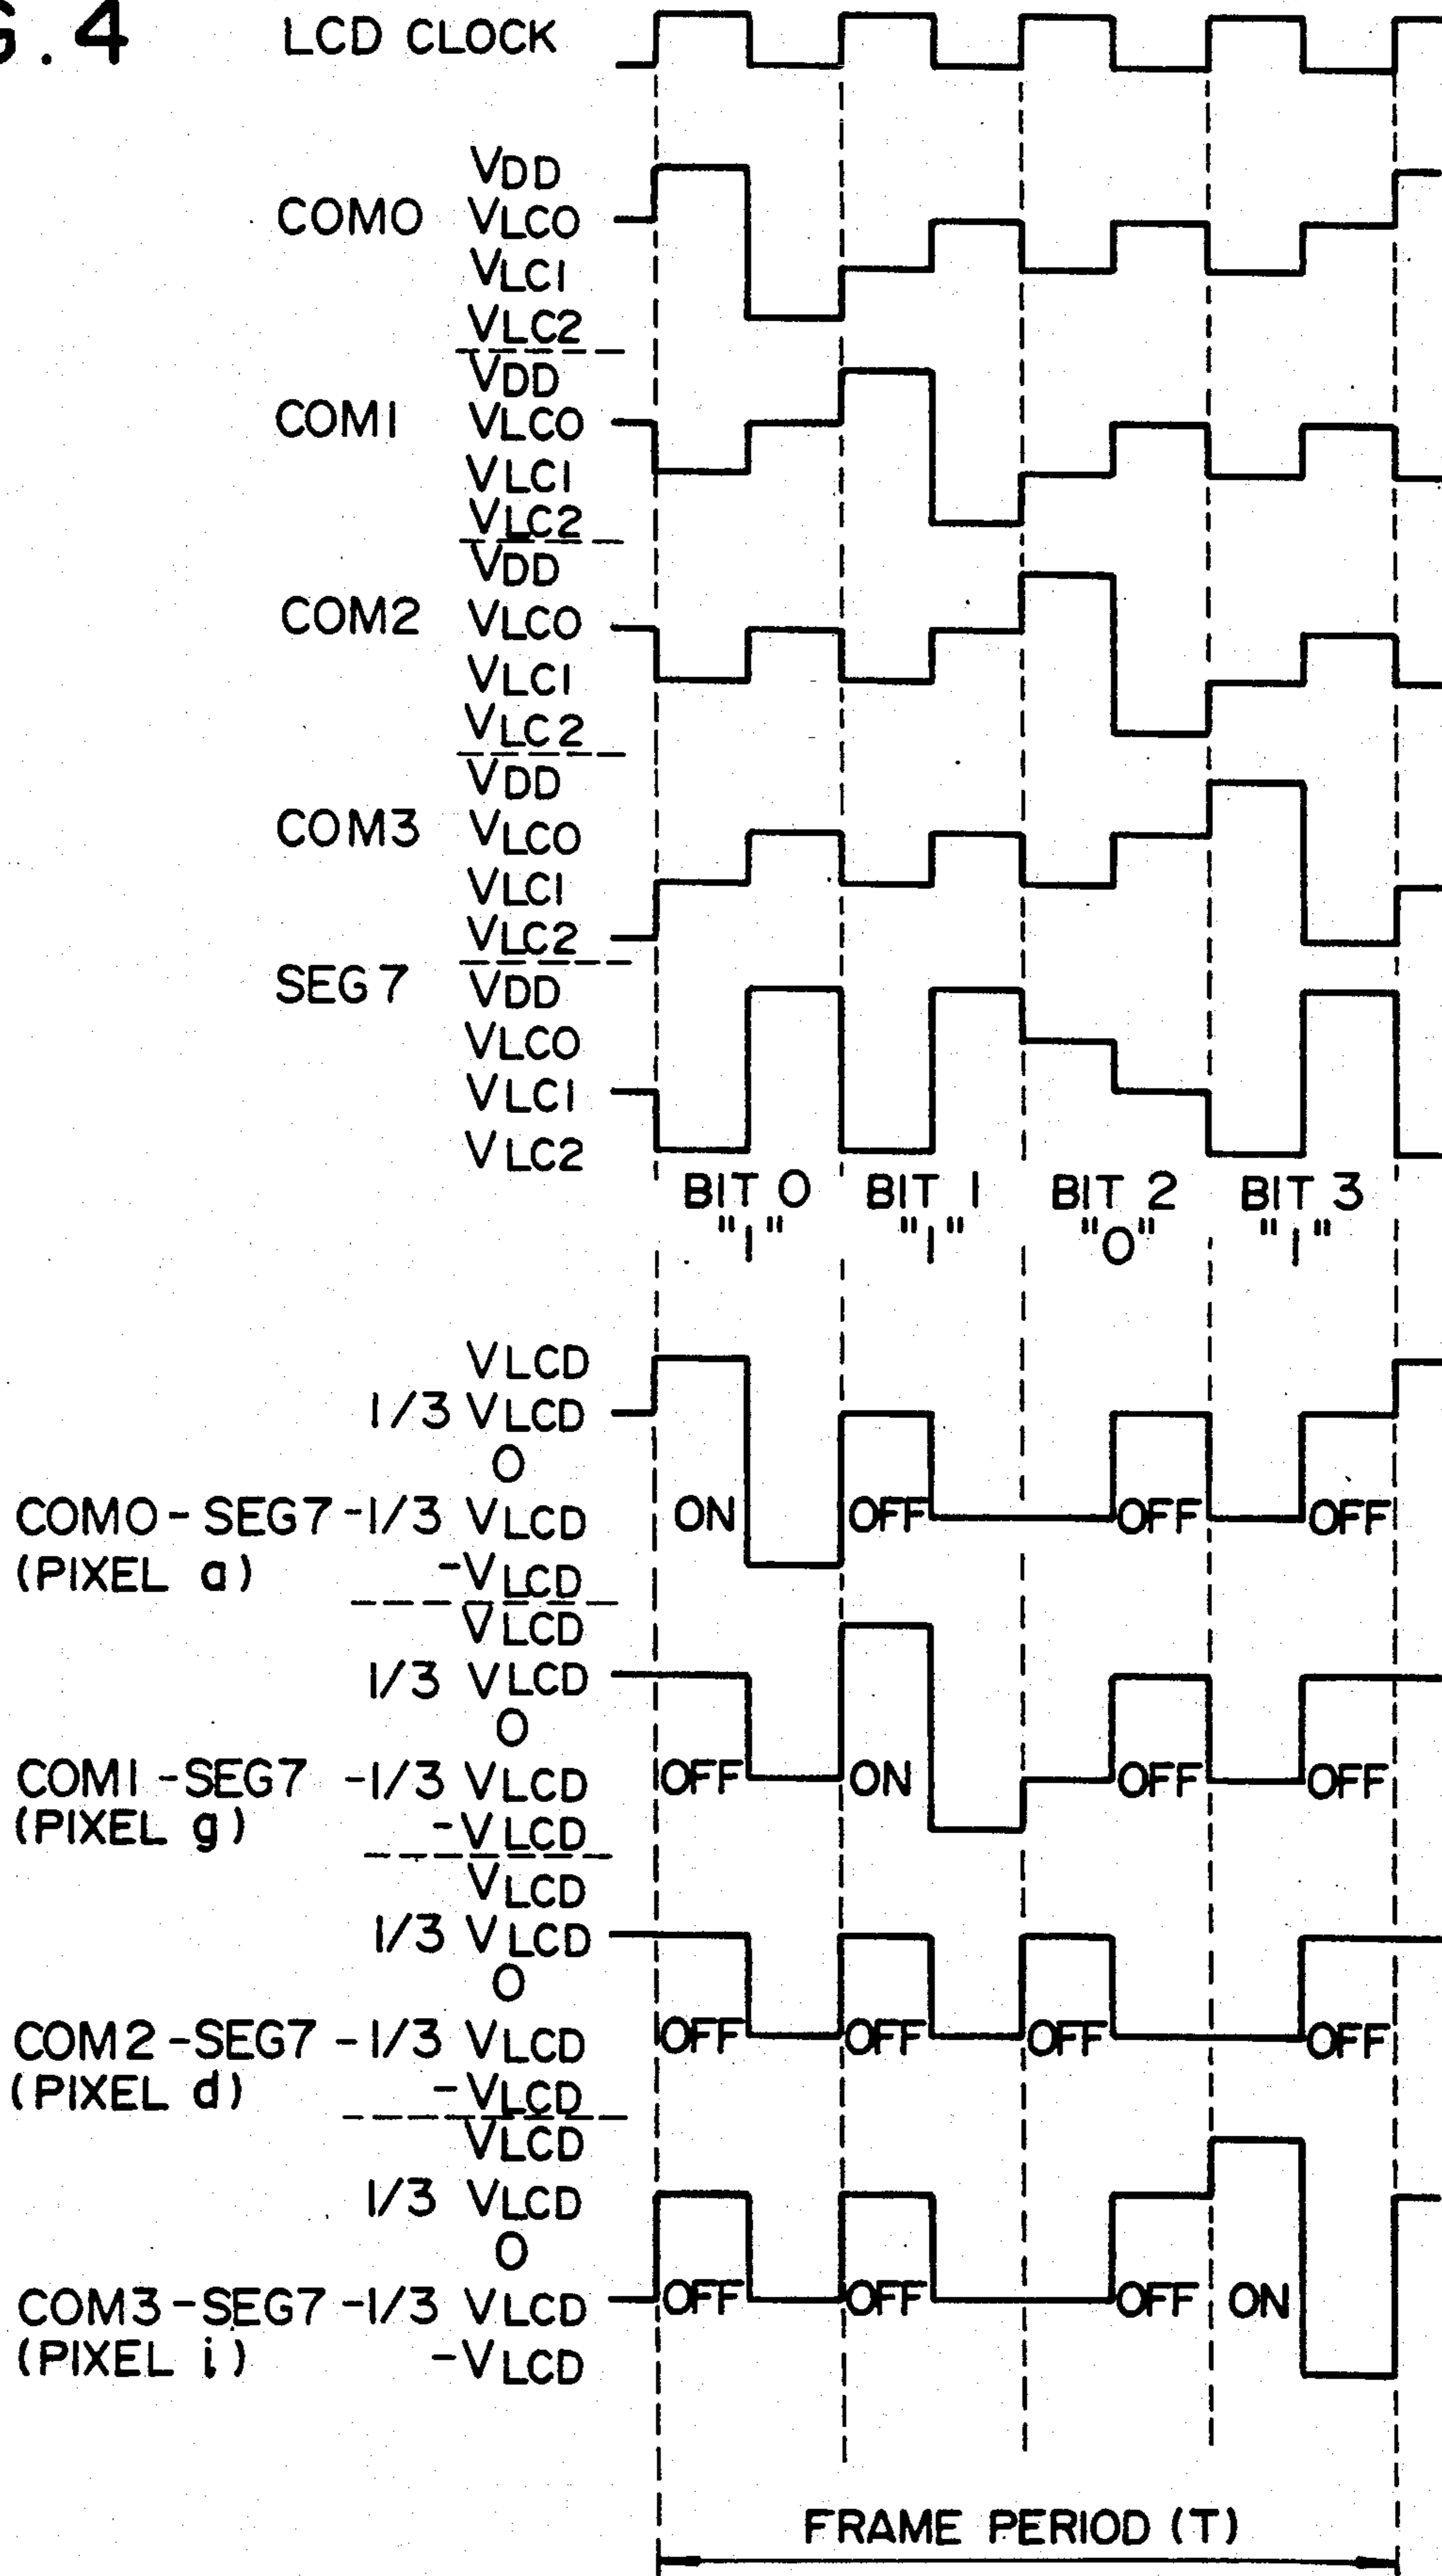 G.4
LCD CLOCK
VDD
COM0 VLC0
VLC1
VLC2
VDD
COM1 VLC0
VLC1
VLC2
VDD
COM2 VLC0
VLC1
VLC2
VDD
COM3 VLC0
VLC1
VLC2
SEG7 VDD
VLC0
VLC1
VLC2
BIT 0 BIT 1 BIT 2 BIT 3
"1" "1" "0" "1"
VLCD
1/3 VLCD
0
COM0-SEG7 -1/3 VLCD ON OFF OFF OFF
(PIXEL a) -VLCD
VLCD
1/3 VLCD
0
COM1-SEG7 -1/3 VLCD OFF ON OFF OFF
(PIXEL g) -VLCD
VLCD
1/3 VLCD
0
COM2-SEG7 -1/3 VLCD OFF OFF OFF OFF
(PIXEL d) -VLCD
VLCD
1/3 VLCD
0
COM3-SEG7 -1/3 VLCD OFF OFF OFF ON
(PIXEL i) -VLCD
FRAME PERIOD (T)